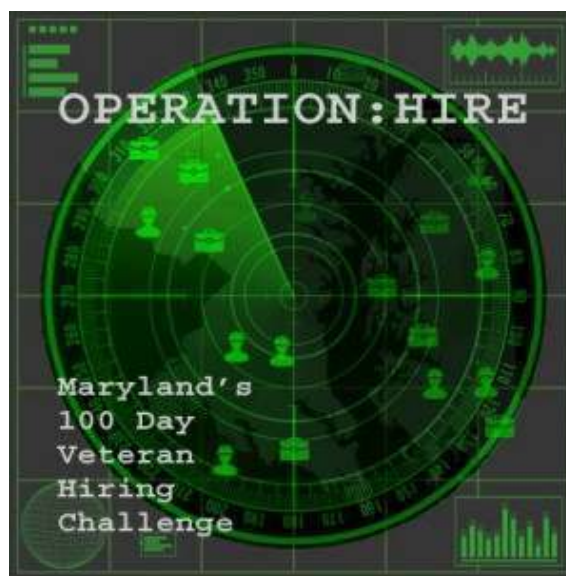 OPERATION:HIRE
Maryland's
100 Day
Veteran
Hiring
Challenge